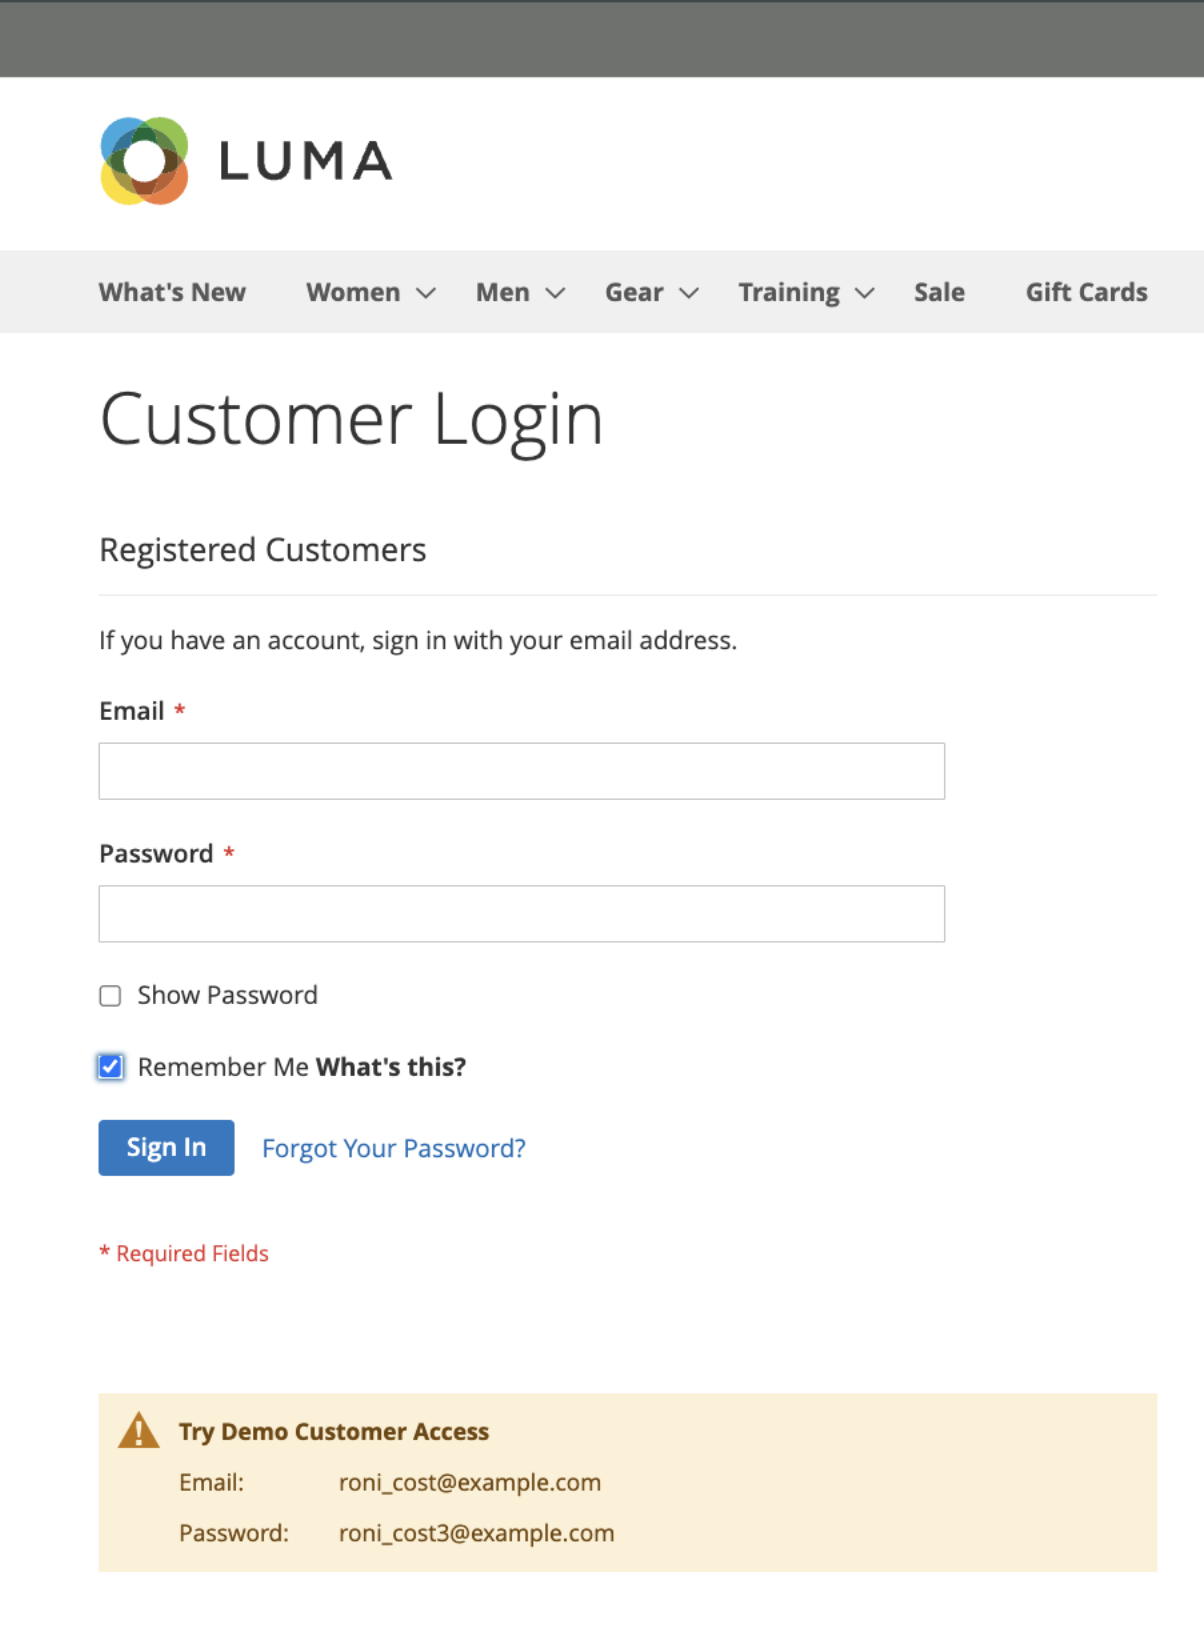 LUMA
What's New Women Men Gear Training Sale Gift Cards
Customer Login
Registered Customers
If you have an account, sign in with your email address.
Email *
Password *
Show Password
Remember Me What's this?
Sign In Forgot Your Password?
* Required Fields
Try Demo Customer Access
Email: roni_cost@example.com
Password: roni_cost3@example.com